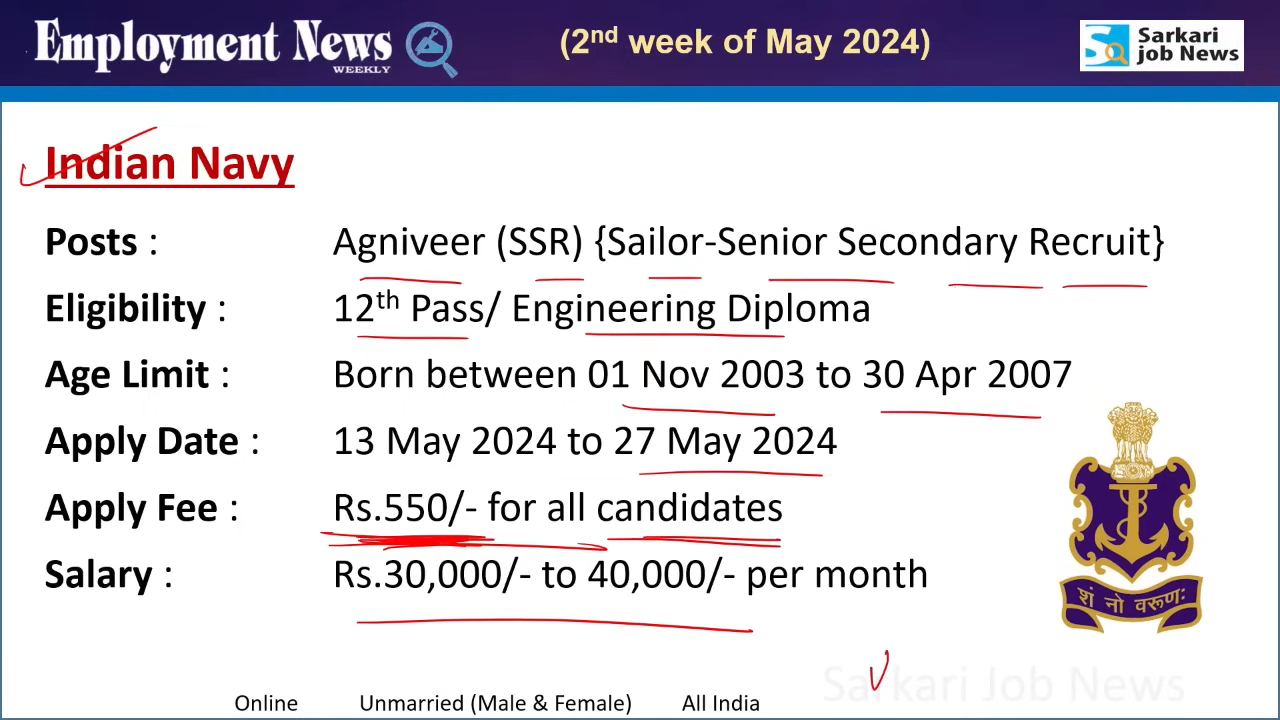 Employment News
WEEKLY
(2nd week of May 2024)
Sarkari
Job News
Indian Navy
Posts : Agniveer (SSR) {Sailor-Senior Secondary Recruit}
Eligibility : 12th Pass/ Engineering Diploma
Age Limit : Born between 01 Nov 2003 to 30 Apr 2007
Apply Date : 13 May 2024 to 27 May 2024
Apply Fee : Rs.550/- for all candidates
Salary : Rs.30,000/- to 40,000/- per month
शं नो वरूणः
Sarkari Job News
Online Unmarried (Male & Female) All India